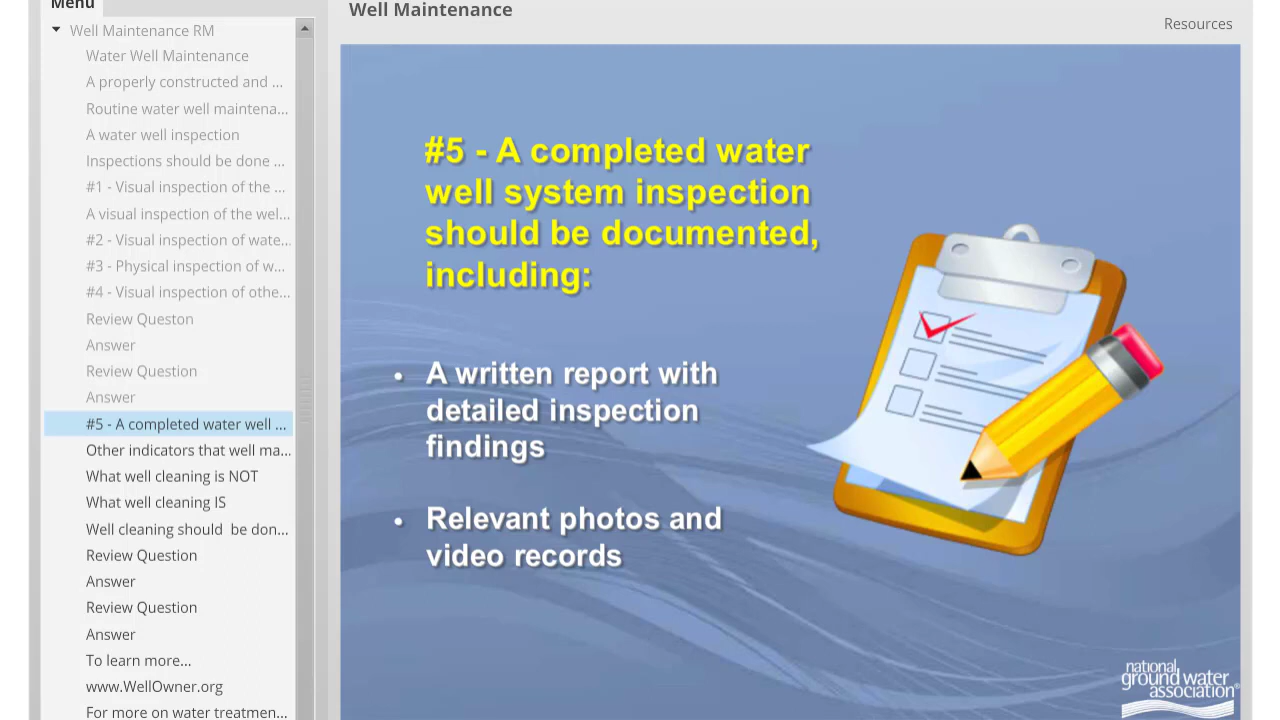 Menu
Well Maintenance
Resources
Well Maintenance RM
Water Well Maintenance
A properly constructed and ...
Routine water well maintena...
A water well inspection
Inspections should be done ...
#1 - Visual inspection of the ...
A visual inspection of the wel...
#2 - Visual inspection of wate...
#3 - Physical inspection of w...
#4 - Visual inspection of othe...
Review Queston
Answer
Review Question
Answer
#5 - A completed water well ...
Other indicators that well ma...
What well cleaning is NOT
What well cleaning IS
Well cleaning should  be don...
Review Question
Answer
Review Question
Answer
To learn more...
www.WellOwner.org
For more on water treatmen...
#5 - A completed water
well system inspection
should be documented,
including:
• A written report with
detailed inspection
findings
• Relevant photos and
video records
national
ground water
association®